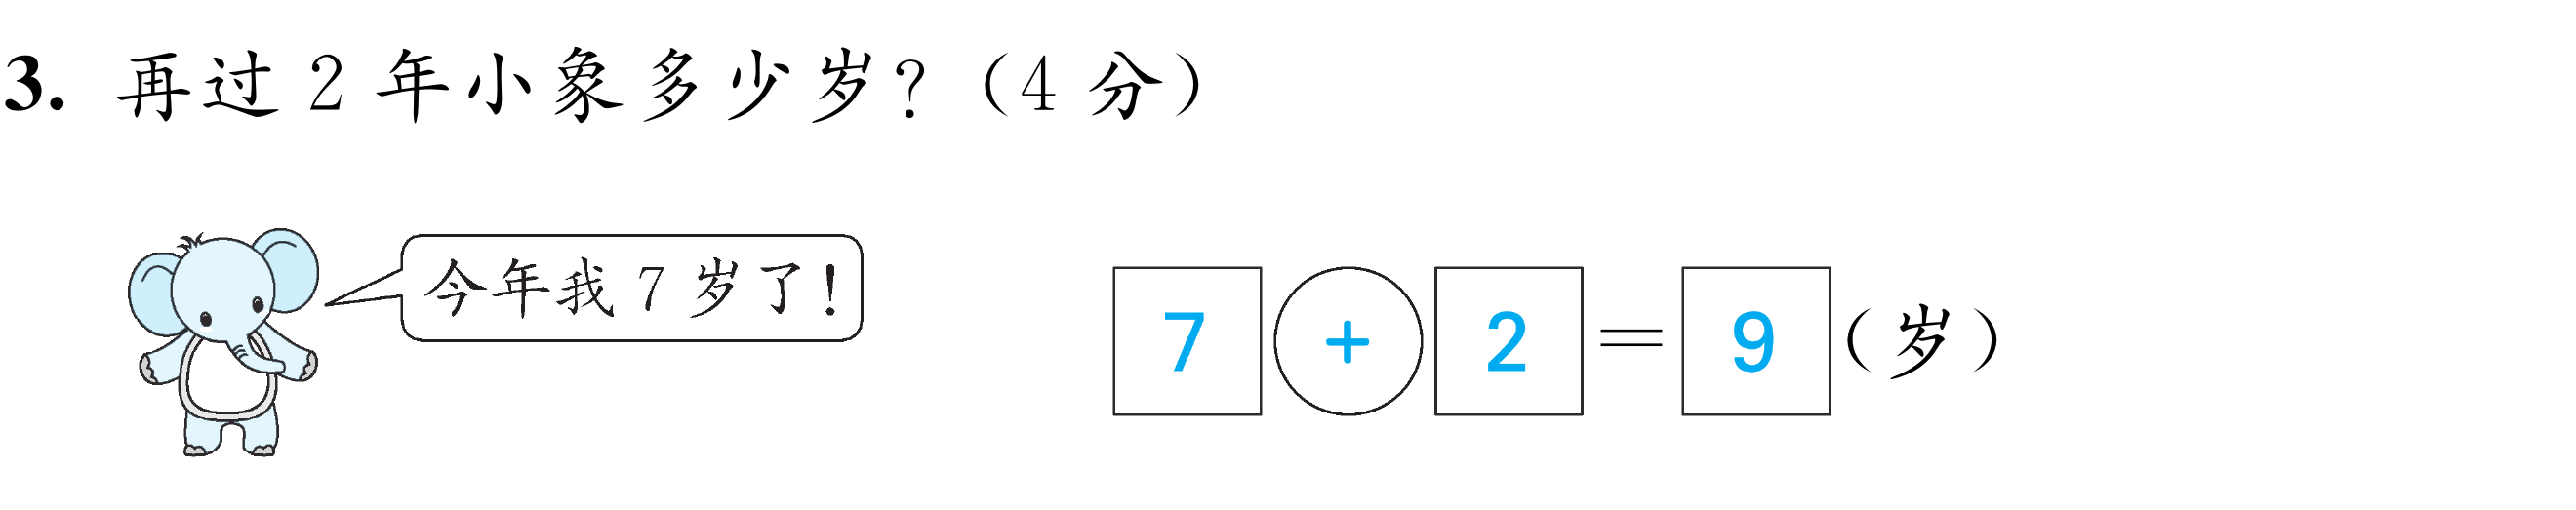 3. 再过 2 年小象多少岁?(4 分)
今年我 7 岁了!
7 + 2 = 9 (岁)